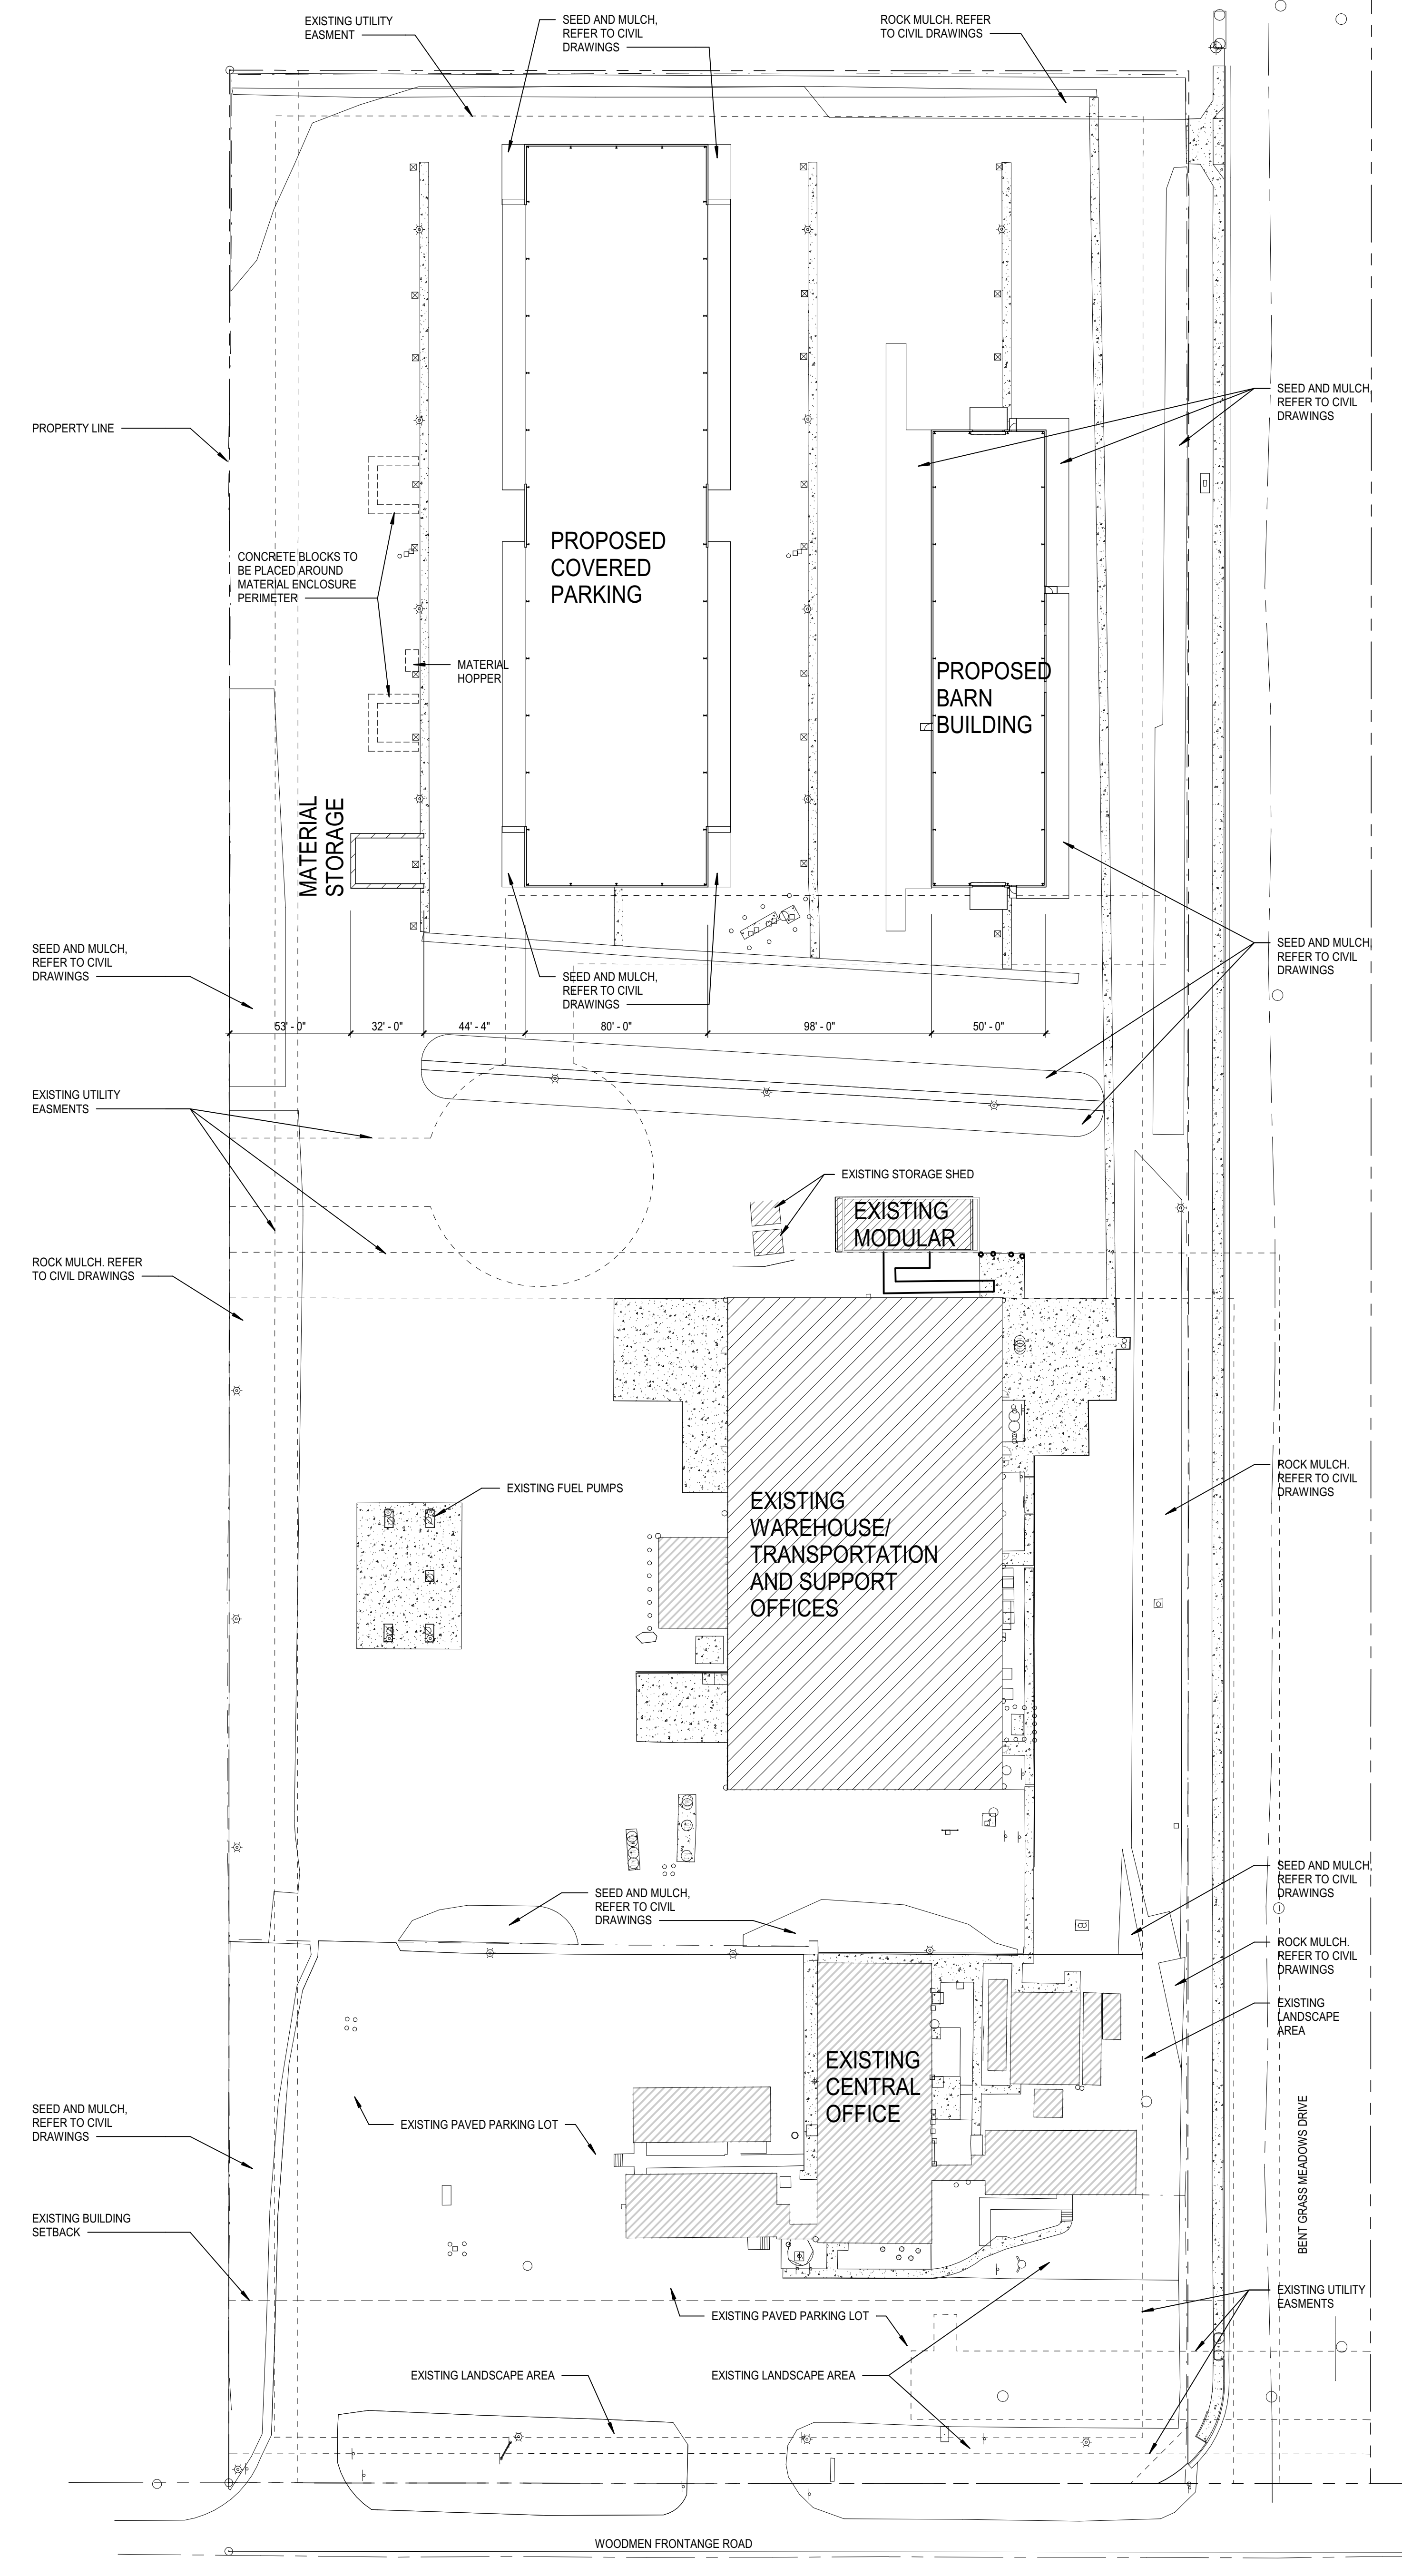 EXISTING UTILITY
EASMENT
SEED AND MULCH,
REFER TO CIVIL
DRAWINGS
ROCK MULCH. REFER
TO CIVIL DRAWINGS
SEED AND MULCH,
REFER TO CIVIL
DRAWINGS
PROPERTY LINE
CONCRETE BLOCKS TO
BE PLACED AROUND
MATERIAL ENCLOSURE
PERIMETER
PROPOSED
COVERED
PARKING
MATERIAL
HOPPER
PROPOSED
BARN
BUILDING
MATERIAL
STORAGE
SEED AND MULCH,
REFER TO CIVIL
DRAWINGS
SEED AND MULCH,
REFER TO CIVIL
DRAWINGS
SEED AND MULCH,
REFER TO CIVIL
DRAWINGS
53' - 0"
32' - 0"
44' - 4"
80' - 0"
98' - 0"
50' - 0"
EXISTING UTILITY
EASMENTS
EXISTING STORAGE SHED
EXISTING
MODULAR
ROCK MULCH. REFER
TO CIVIL DRAWINGS
ROCK MULCH.
REFER TO CIVIL
DRAWINGS
EXISTING FUEL PUMPS
EXISTING
WAREHOUSE/
TRANSPORTATION
AND SUPPORT
OFFICES
SEED AND MULCH,
REFER TO CIVIL
DRAWINGS
SEED AND MULCH,
REFER TO CIVIL
DRAWINGS
ROCK MULCH.
REFER TO CIVIL
DRAWINGS
EXISTING
LANDSCAPE
AREA
EXISTING
CENTRAL
OFFICE
SEED AND MULCH,
REFER TO CIVIL
DRAWINGS
EXISTING PAVED PARKING LOT
BENT GRASS MEADOWS DRIVE
EXISTING BUILDING
SETBACK
EXISTING UTILITY
EASMENTS
EXISTING PAVED PARKING LOT
EXISTING LANDSCAPE AREA
EXISTING LANDSCAPE AREA
WOODMEN FRONTANGE ROAD